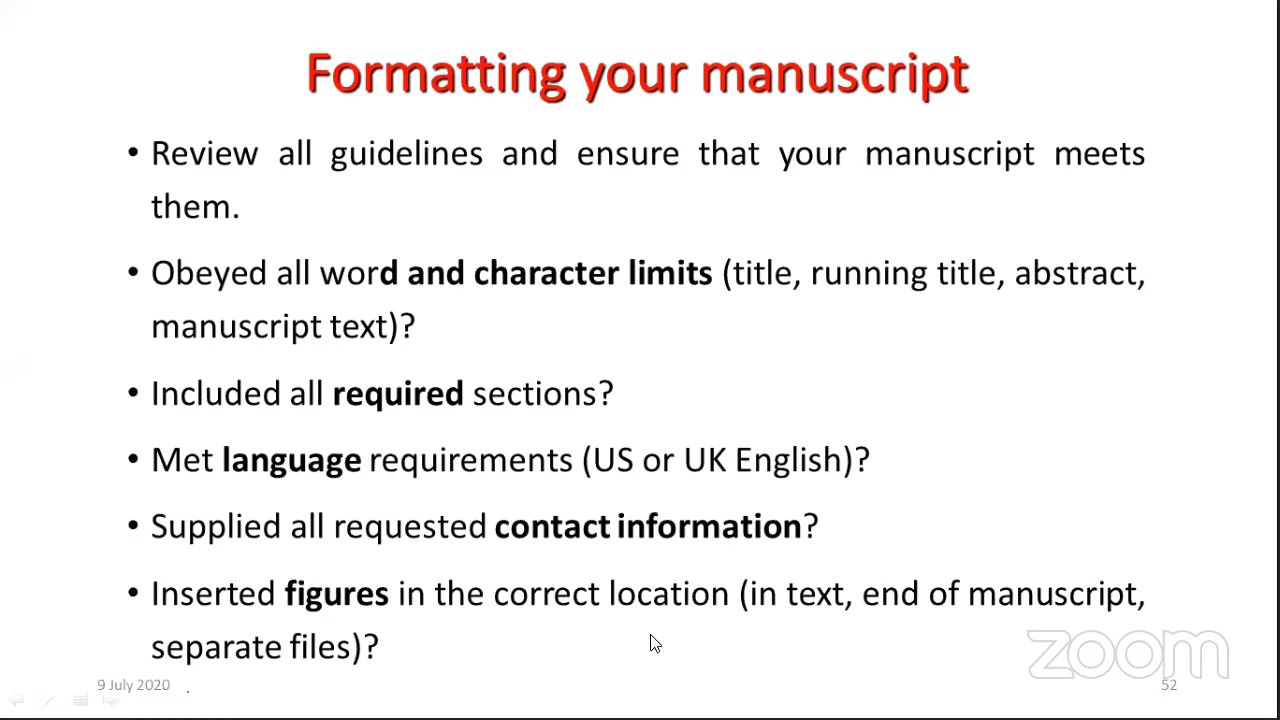 Formatting your manuscript
• Review all guidelines and ensure that your manuscript meets
them.
• Obeyed all word and character limits (title, running title, abstract,
manuscript text)?
• Included all required sections?
• Met language requirements (US or UK English)?
• Supplied all requested contact information?
• Inserted figures in the correct location (in text, end of manuscript,
separate files)?
zoom
9 July 2020 .
52